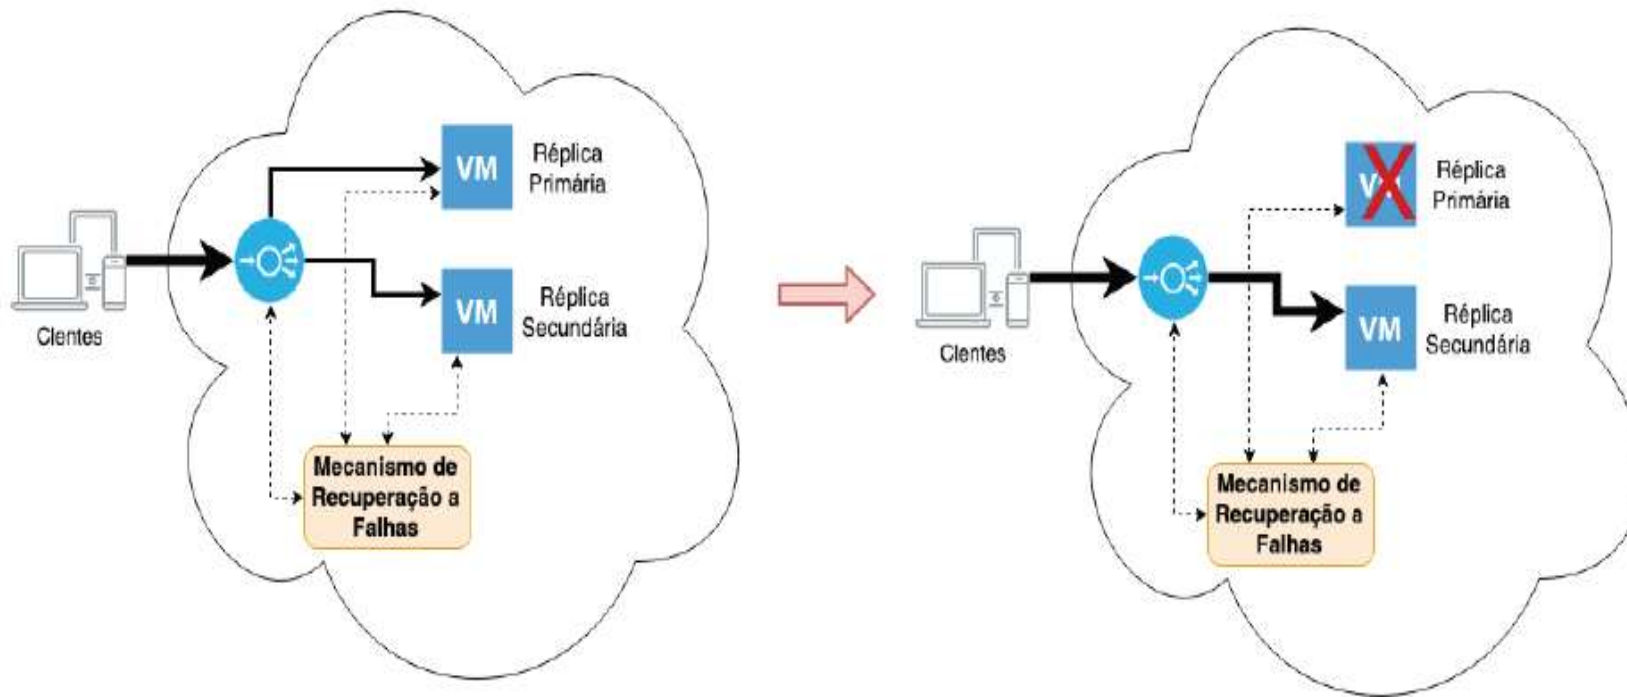 VM
Réplica
Primária
Clentes
VM
Réplica
Secundária
Mecanismo de
Recuperação a
Falhas
VM
Réplica
Primária
Clentes
VM
Réplica
Secundária
Mecanismo de
Recuperação a
Falhas